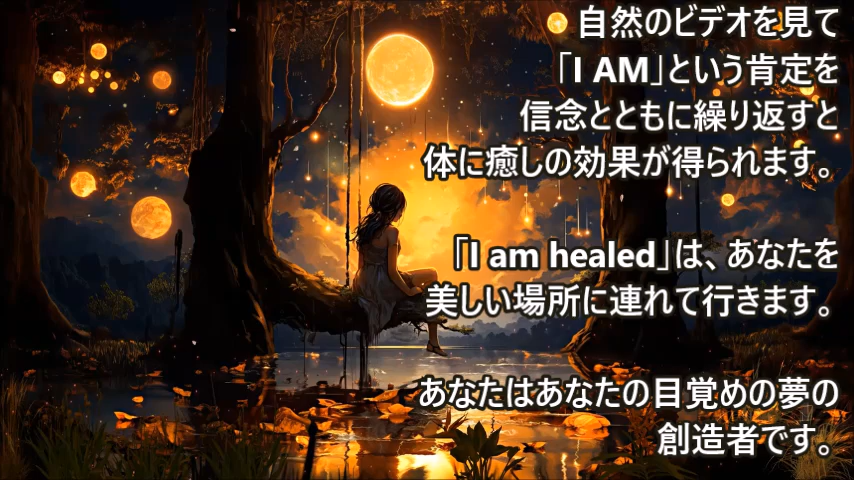 自然のビデオを見て
「I AM」という肯定を
信念とともに繰り返すと
体に癒しの効果が得られます。
「I am healed」は、あなたを
美しい場所に連れて行きます。
あなたはあなたの目覚めの夢の
創造者です。